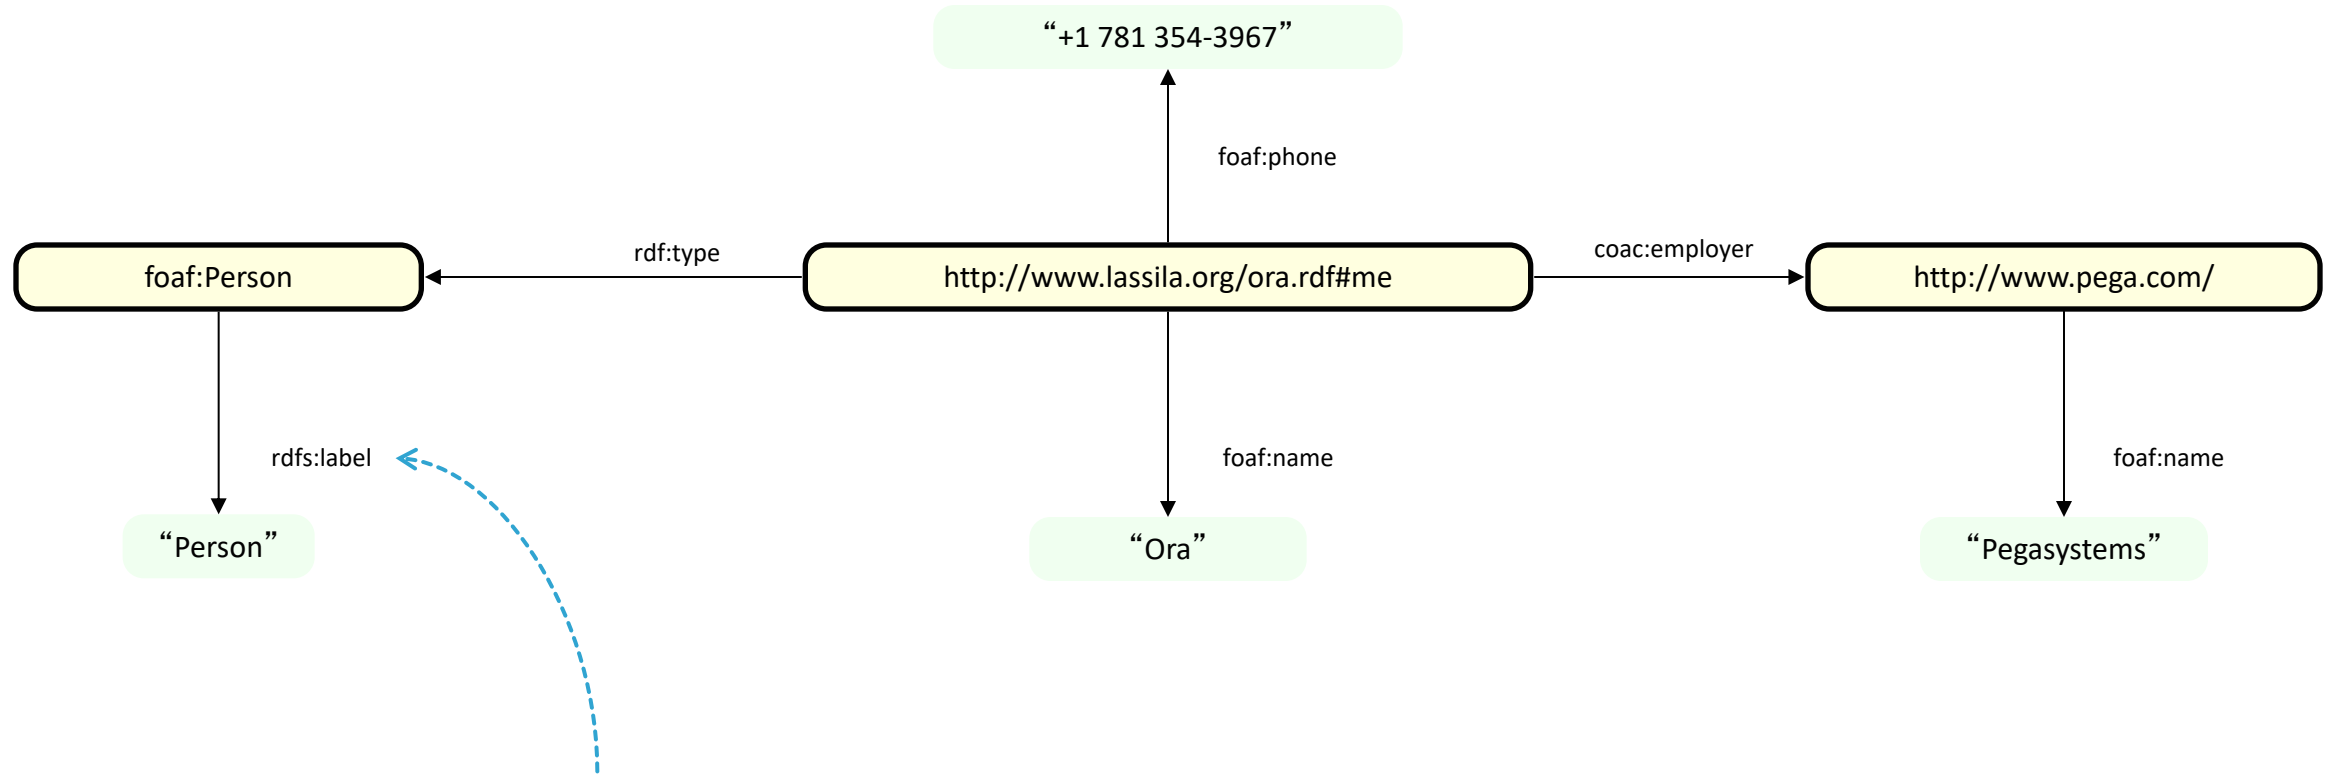 “+1 781 354-3967”
foaf:phone
rdf:type
coac:employer
foaf:Person
http://www.lassila.org/ora.rdf#me
http://www.pega.com/
rdfs:label
foaf:name
foaf:name
“Person”
“Ora”
“Pegasystems”